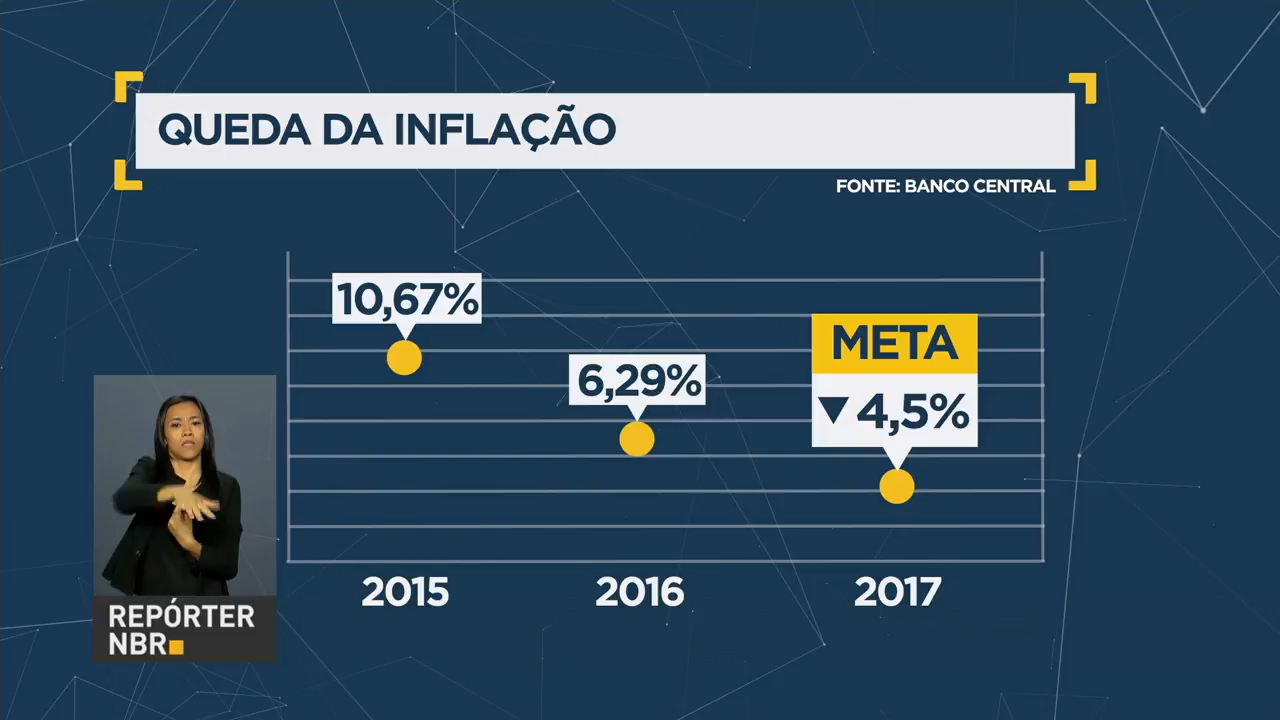 QUEDA DA INFLAÇÃO
FONTE: BANCO CENTRAL
10,67%
6,29%
META
▼ 4,5%
2015 2016 2017
REPÓRTER
NBR